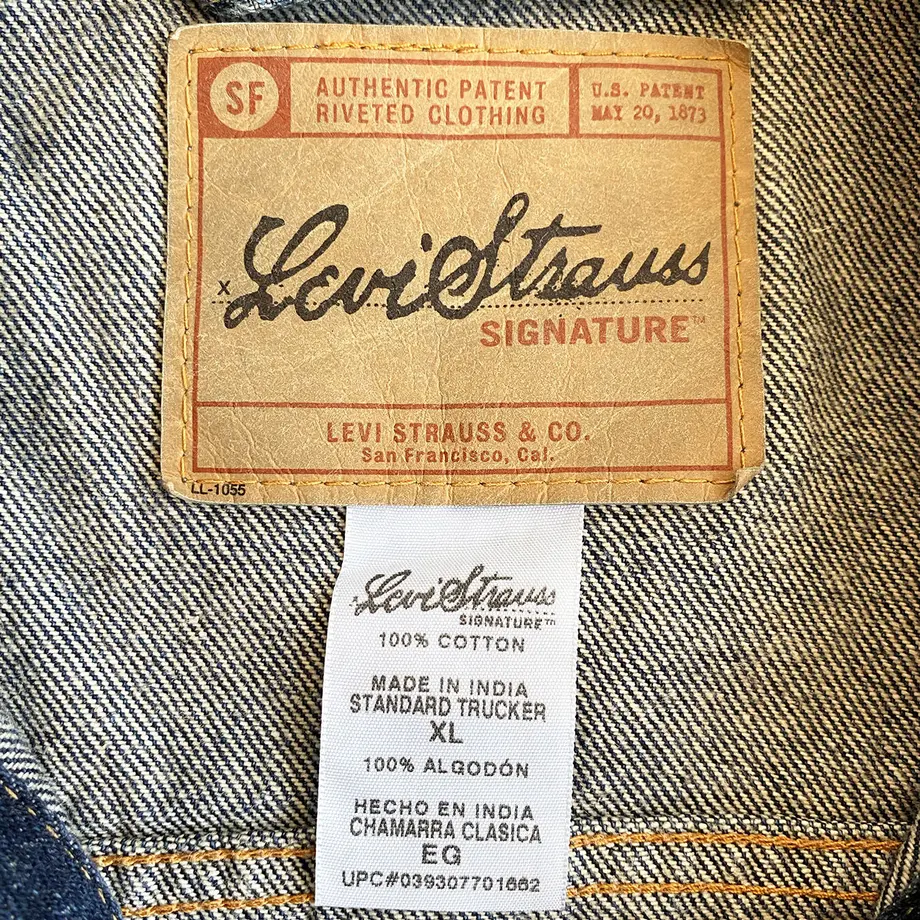 SF
AUTHENTIC PATENT
RIVETED CLOTHING
U.S. PATENT
MAY 20, 1873
x Levi Strauss
SIGNATURE™
LEVI STRAUSS & CO.
San Francisco, Cal.
LL-1055
x Levi Strauss
SIGNATURE™
100% COTTON
MADE IN INDIA
STANDARD TRUCKER
XL
100% ALGODÓN
HECHO EN INDIA
CHAMARRA CLASICA
EG
UPC#039307701662